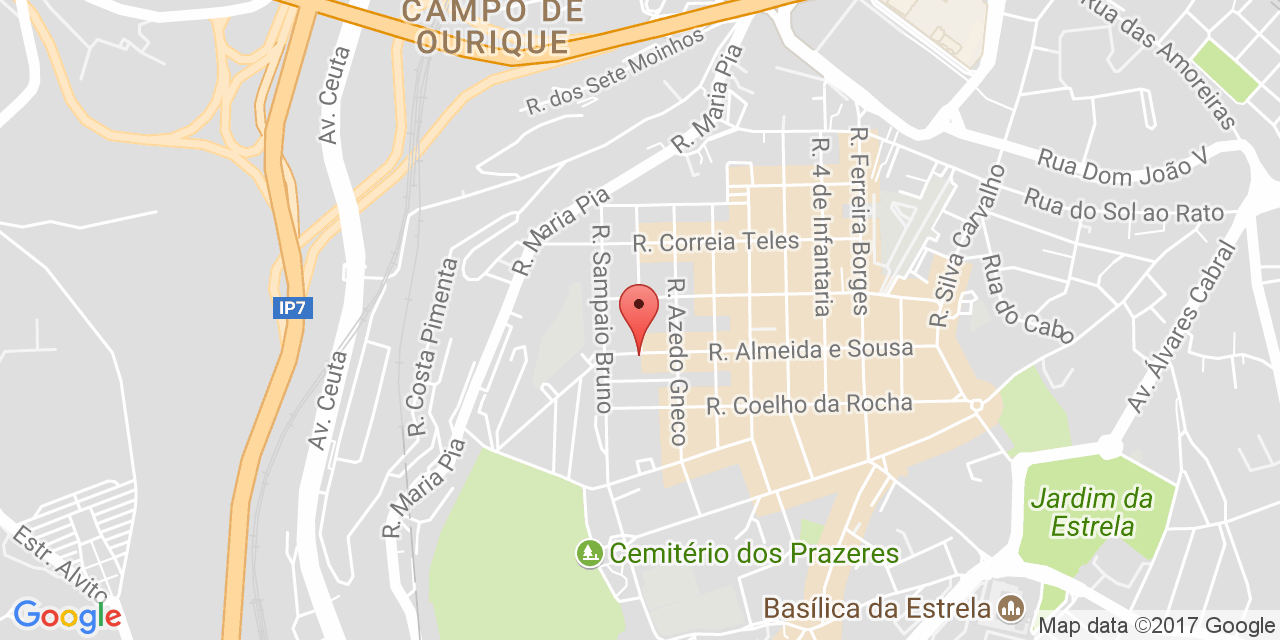 CAMPO DE
OURIQUE
Rua das Amoreiras
Av. Ceuta
R. dos Sete Moinhos
R. Maria Pia
R. 4 de Infantaria
R. Ferreira Borges
Rua Dom João V
Rua do Sol ao Rato
R. Silva Carvalho
R. Maria Pia
R. Sampaio Bruno
R. Correia Teles
R. Costa Pimenta
R. Azedo Gneco
Rua do Cabo
Av. Álvares Cabral
IP7
Av. Ceuta
R. Almeida e Sousa
R. Coelho da Rocha
R. Maria Pia
Jardim da
Estrela
Estr. Alvito
Cemitério dos Prazeres
Basílica da Estrela
Google
Map data ©2017 Google